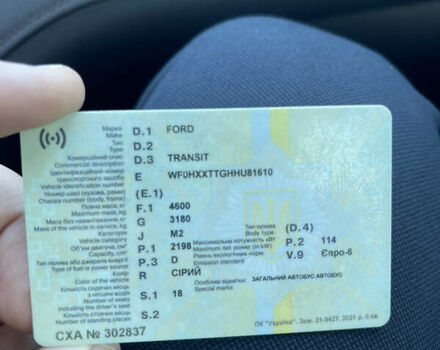 Марка
Make D.1 FORD
Тип
Type D.2
Комерційний опис
Commercial description D.3 TRANSIT
Ідентифікаційний номер
транспортного засобу E WF0HXXTTGHHU81610
Vehicle identification number
Номер шасі (кузова, рами) (E.1)
Chassis number (body, frame)
Повна маса, кг F.1 4600
Maximum mass, kg
Маса без навантаження, кг G 3180
Mass of the vehicle in service, kg
Категорія J M2 Тип кузова (D.4)
Vehicle category Body type
Об'єм двигуна, см³ P.1 2198 Максимальна потужність кВт P.2 114
Capacity, cm³ Maximum net power
Тип палива або джерела енергії P.3 D Рівень екологічних норм V.9 Євро-6
Type of fuel or power source Emission standard
Колір R СІРИЙ
Color of the vehicle Особливі відмітки ЗАГАЛЬНИЙ АВТОБУС АВТОБУС
Кількість сидячих місць Special marks
з місцем водія S.1 18
Number of seats
including the driver's seat
Кількість стоячих місць S.2
Number of standing places
СХА № 302837 ПК "Україна". Зам. 21-3427. 2021 р. II кв.